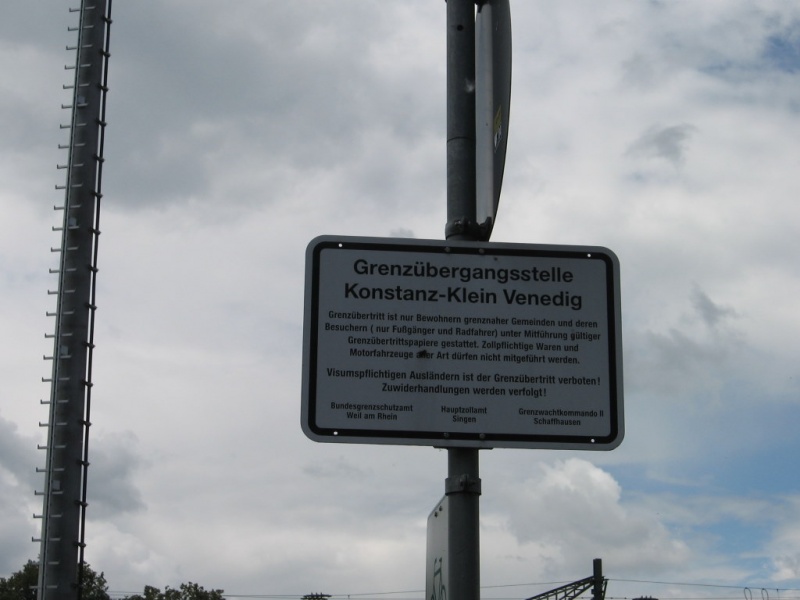 Grenzübergangsstelle
Konstanz-Klein Venedig
Grenzübertritt ist nur Bewohnern grenznaher Gemeinden und deren
Besuchern ( nur Fußgänger und Radfahrer) unter Mitführung gültiger
Grenzübertrittspapiere gestattet. Zollpflichtige Waren und
Motorfahrzeuge aller Art dürfen nicht mitgeführt werden.
Visumspflichtigen Ausländern ist der Grenzübertritt verboten!
Zuwiderhandlungen werden verfolgt!
Bundesgrenzschutzamt Hauptzollamt Grenzwachtkommando II
Weil am Rhein Singen Schaffhausen